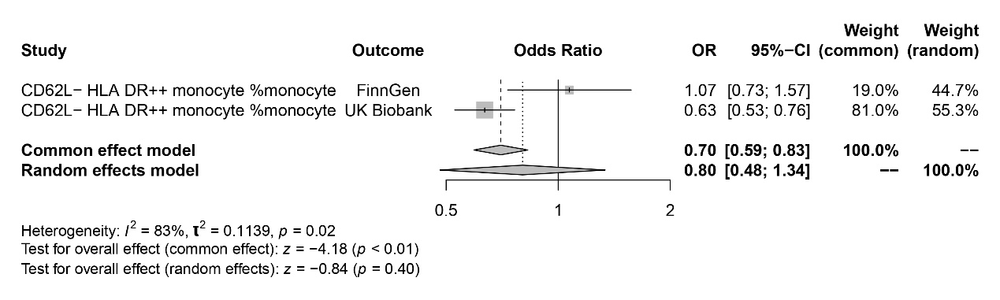 Weight Weight
Study Outcome Odds Ratio OR 95%−CI (common) (random)
CD62L− HLA DR++ monocyte %monocyte FinnGen 1.07 [0.73; 1.57] 19.0% 44.7%
CD62L− HLA DR++ monocyte %monocyte UK Biobank 0.63 [0.53; 0.76] 81.0% 55.3%
Common effect model 0.70 [0.59; 0.83] 100.0% −−
Random effects model 0.80 [0.48; 1.34] −− 100.0%
0.5 1 2
Heterogeneity: I² = 83%, τ² = 0.1139, p = 0.02
Test for overall effect (common effect): z = −4.18 (p < 0.01)
Test for overall effect (random effects): z = −0.84 (p = 0.40)